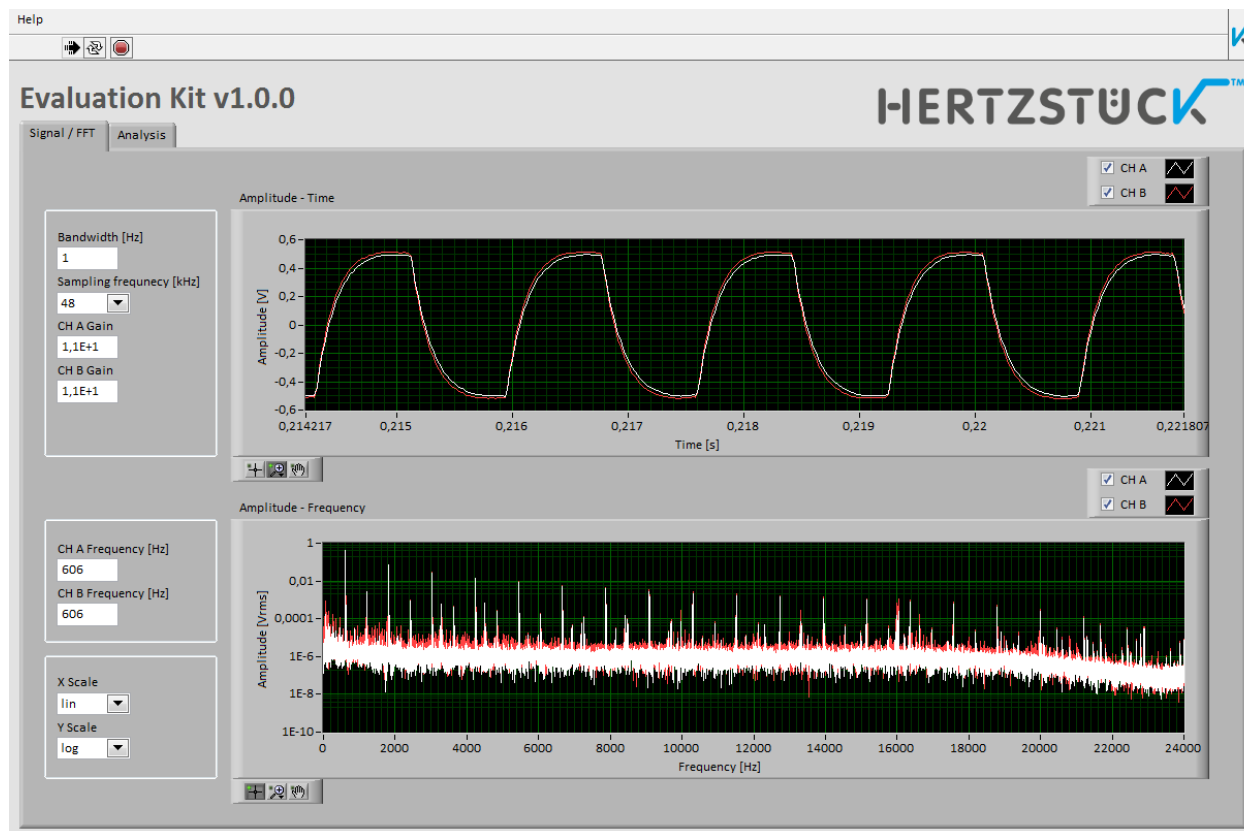 Help
Evaluation Kit v1.0.0
HERTZSTÜCK™
Signal / FFT
Analysis
CH A
CH B
Amplitude - Time
Bandwidth [Hz]
1
Sampling frequnecy [kHz]
48
CH A Gain
1,1E+1
CH B Gain
1,1E+1
Amplitude [V]
0,6
0,4
0,2
0
-0,2
-0,4
-0,6
0,214217 0,215 0,216 0,217 0,218 0,219 0,22 0,221 0,221807
Time [s]
CH A
CH B
Amplitude - Frequency
CH A Frequency [Hz]
606
CH B Frequency [Hz]
606
X Scale
lin
Y Scale
log
Amplitude [Vrms]
1
0,01
0,0001
1E-6
1E-8
1E-10
0 2000 4000 6000 8000 10000 12000 14000 16000 18000 20000 22000 24000
Frequency [Hz]